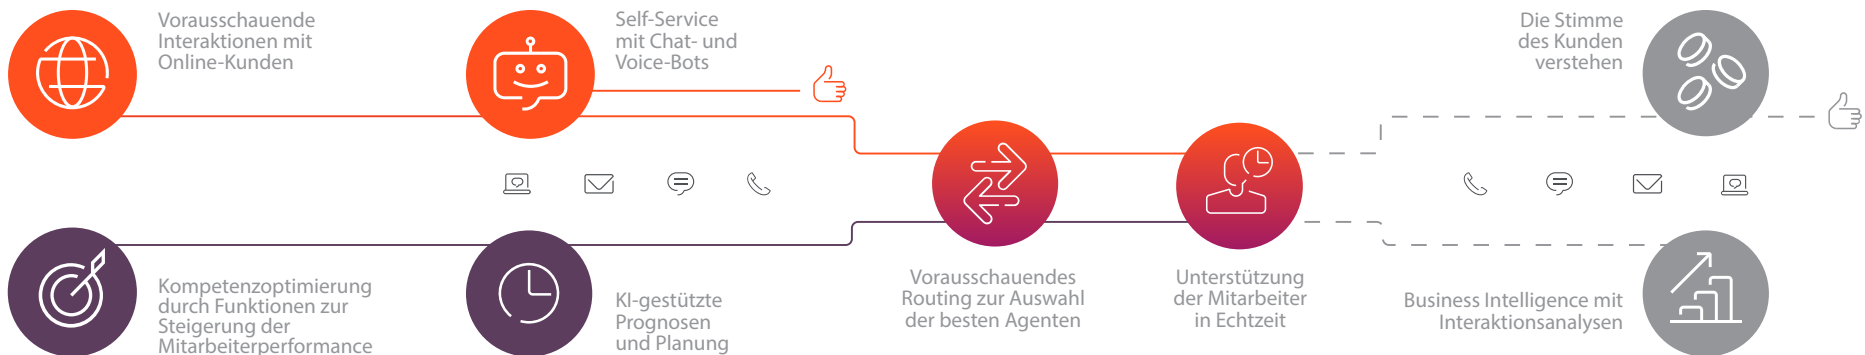 Vorausschauende
Interaktionen mit
Online-Kunden
Self-Service
mit Chat- und
Voice-Bots
Die Stimme
des Kunden
verstehen
Kompetenzoptimierung
durch Funktionen zur
Steigerung der
Mitarbeiterperformance
KI-gestützte
Prognosen
und Planung
Vorausschauendes
Routing zur Auswahl
der besten Agenten
Unterstützung
der Mitarbeiter
in Echtzeit
Business Intelligence mit
Interaktionsanalysen